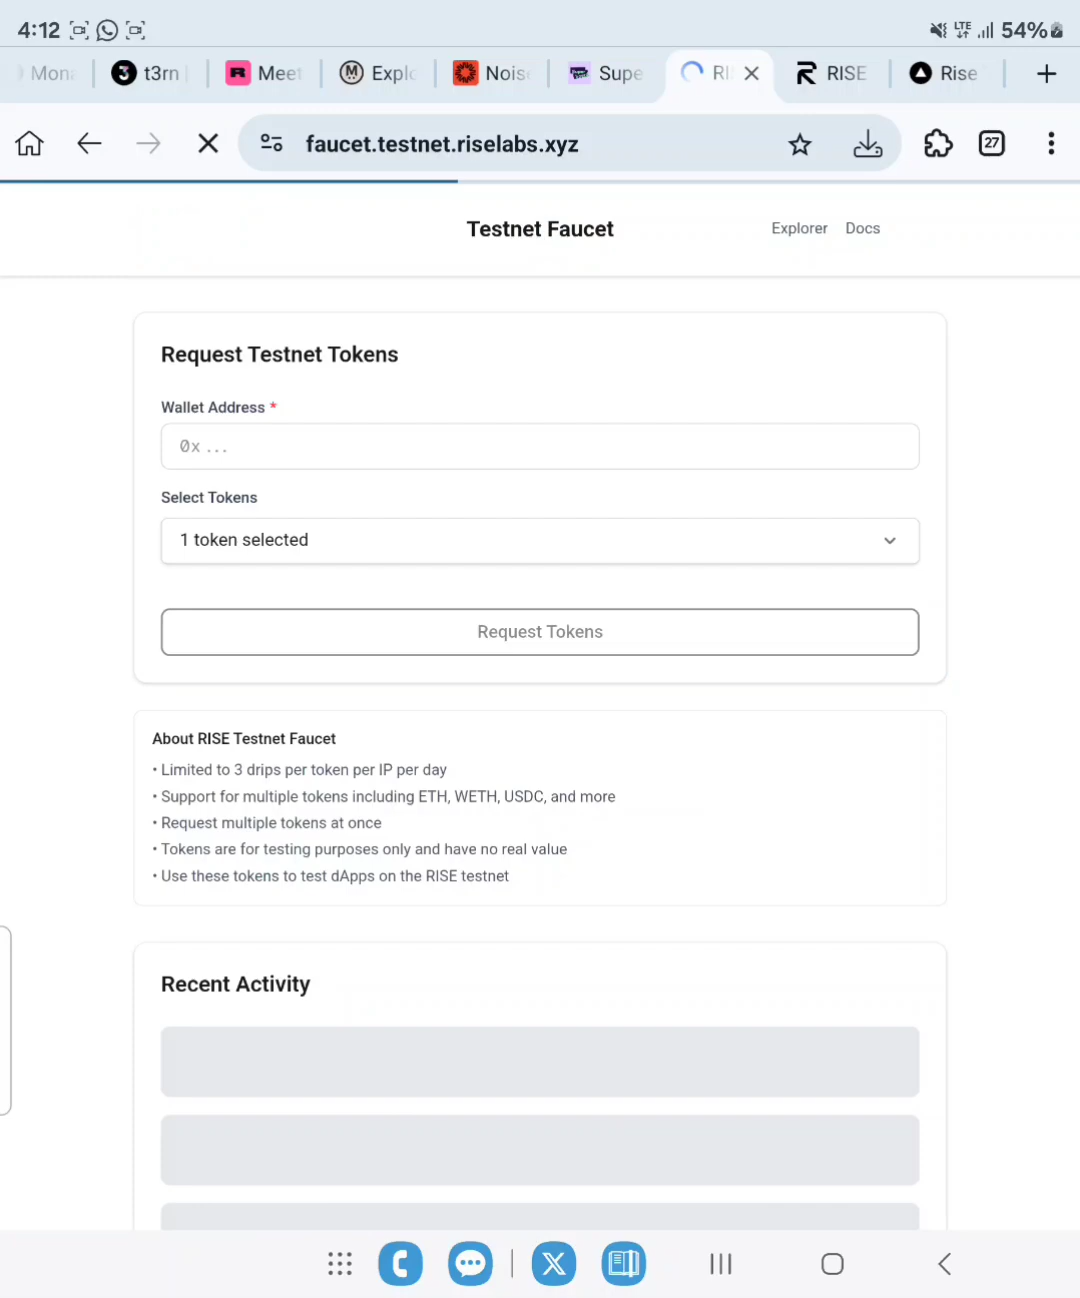 4:12
LTE 54%
Mona
t3rn
Meet
Explo
Noise
Supe
RI
RISE
Rise
faucet.testnet.riselabs.xyz
27
Testnet Faucet
Explorer
Docs
Request Testnet Tokens
Wallet Address *
0x ...
Select Tokens
1 token selected
Request Tokens
About RISE Testnet Faucet
• Limited to 3 drips per token per IP per day
• Support for multiple tokens including ETH, WETH, USDC, and more
• Request multiple tokens at once
• Tokens are for testing purposes only and have no real value
• Use these tokens to test dApps on the RISE testnet
Recent Activity